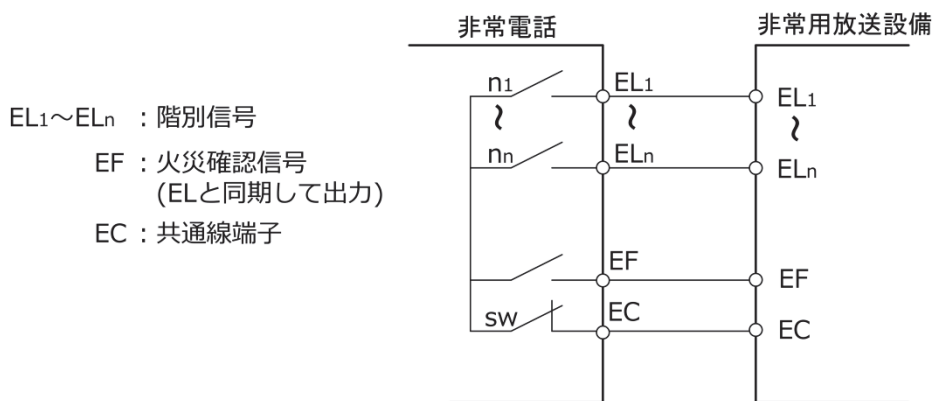 非常電話 非常用放送設備
n1 EL1 EL1
〜 〜 〜
nn ELn ELn
EL1〜ELn : 階別信号
EF : 火災確認信号
(ELと同期して出力)
EC : 共通線端子
EF EF
sw EC EC